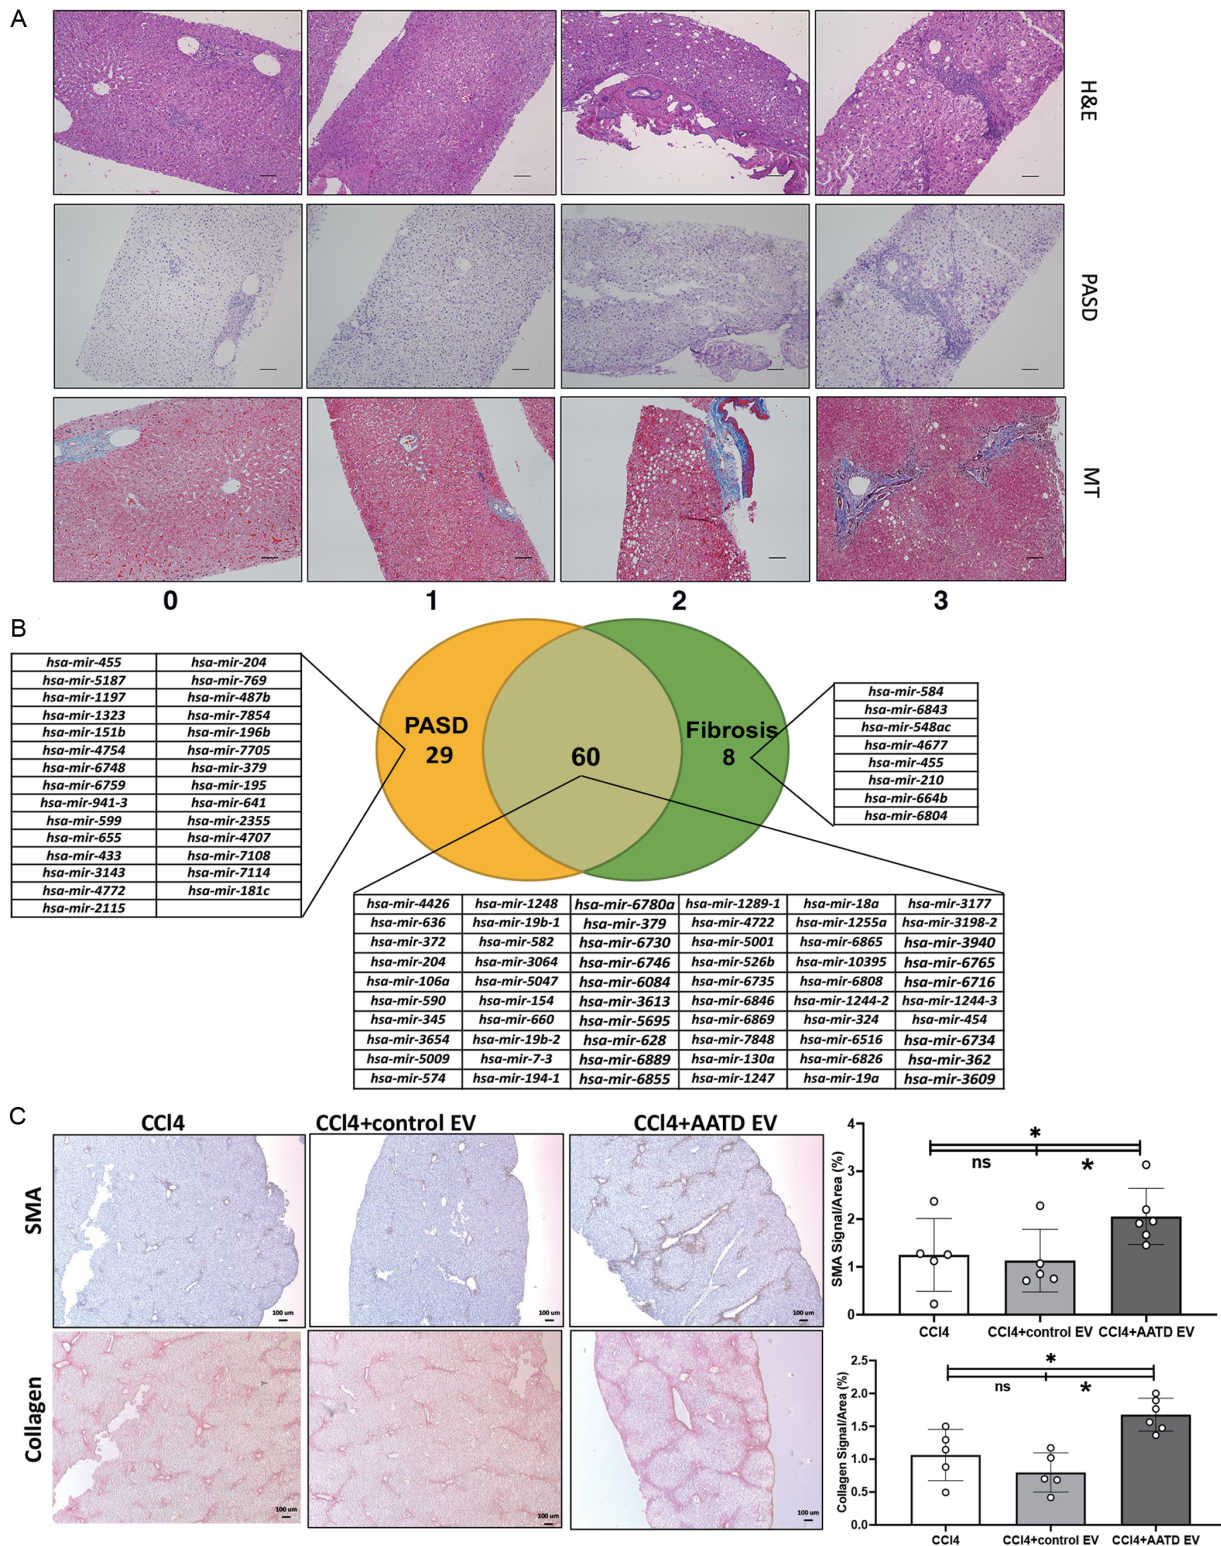 A
H&E
PASD
MT
0 1 2 3
B
hsa-mir-455 hsa-mir-204
hsa-mir-5187 hsa-mir-769
hsa-mir-1197 hsa-mir-487b
hsa-mir-1323 hsa-mir-7854
hsa-mir-151b hsa-mir-196b
hsa-mir-4754 hsa-mir-7705
hsa-mir-6748 hsa-mir-379
hsa-mir-6759 hsa-mir-195
hsa-mir-941-3 hsa-mir-641
hsa-mir-599 hsa-mir-2355
hsa-mir-655 hsa-mir-4707
hsa-mir-433 hsa-mir-7108
hsa-mir-3143 hsa-mir-7114
hsa-mir-4772 hsa-mir-181c
hsa-mir-2115
PASD
29
60
Fibrosis
8
hsa-mir-584
hsa-mir-6843
hsa-mir-548ac
hsa-mir-4677
hsa-mir-455
hsa-mir-210
hsa-mir-664b
hsa-mir-6804
hsa-mir-4426 hsa-mir-1248 hsa-mir-6780a hsa-mir-1289-1 hsa-mir-18a hsa-mir-3177
hsa-mir-636 hsa-mir-19b-1 hsa-mir-379 hsa-mir-4722 hsa-mir-1255a hsa-mir-3198-2
hsa-mir-372 hsa-mir-582 hsa-mir-6730 hsa-mir-5001 hsa-mir-6865 hsa-mir-3940
hsa-mir-204 hsa-mir-3064 hsa-mir-6746 hsa-mir-526b hsa-mir-10395 hsa-mir-6765
hsa-mir-106a hsa-mir-5047 hsa-mir-6084 hsa-mir-6735 hsa-mir-6808 hsa-mir-6716
hsa-mir-590 hsa-mir-154 hsa-mir-3613 hsa-mir-6846 hsa-mir-1244-2 hsa-mir-1244-3
hsa-mir-345 hsa-mir-660 hsa-mir-5695 hsa-mir-6869 hsa-mir-324 hsa-mir-454
hsa-mir-3654 hsa-mir-19b-2 hsa-mir-628 hsa-mir-7848 hsa-mir-6516 hsa-mir-6734
hsa-mir-5009 hsa-mir-7-3 hsa-mir-6889 hsa-mir-130a hsa-mir-6826 hsa-mir-362
hsa-mir-574 hsa-mir-194-1 hsa-mir-6855 hsa-mir-1247 hsa-mir-19a hsa-mir-3609
C
CCl4 CCl4+control EV CCl4+AATD EV
SMA
100 um 100 um 100 um
Collagen
100 um 100 um 100 um
SMA Signal/Area (%)
4
3
2
1
0
*
ns *
CCl4 CCl4+control EV CCl4+AATD EV
Collagen Signal/Area (%)
2.5
2.0
1.5
1.0
0.5
0.0
*
ns *
CCl4 CCl4+control EV CCl4+AATD EV